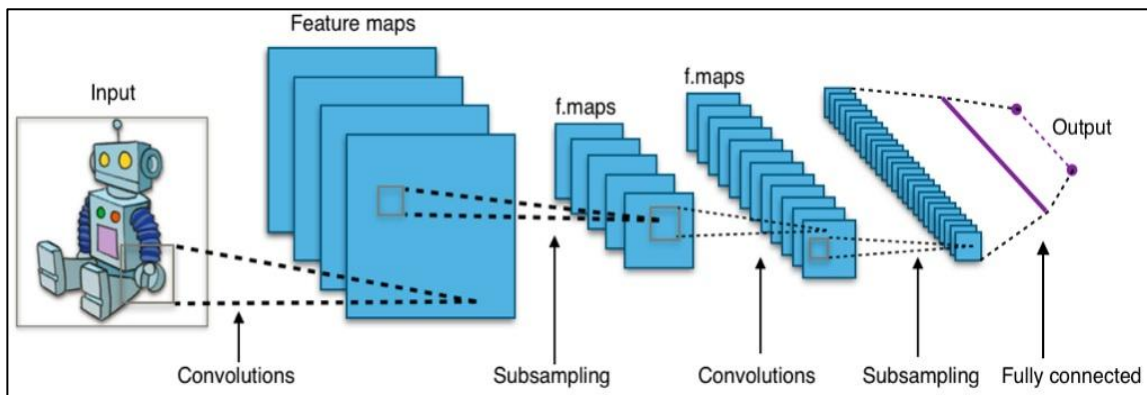 Feature maps
Input
f.maps
f.maps
Output
Convolutions
Subsampling
Convolutions
Subsampling
Fully connected